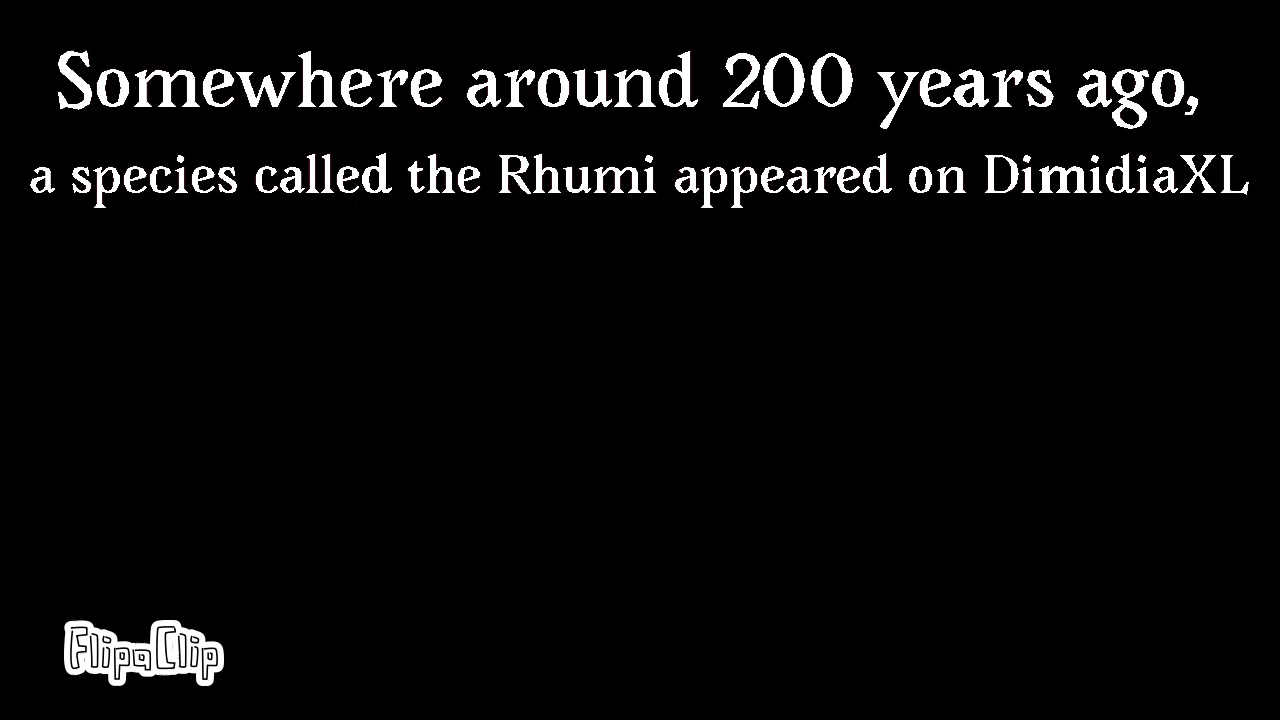 Somewhere around 200 years ago,
a species called the Rhumi appeared on DimidiaXL
FlipaClip